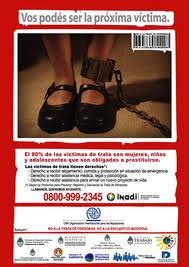 Vos podés ser la próxima víctima.
El 80% de las víctimas de trata son mujeres, niñas
y adolescentes que son obligadas a prostituirse.
Las víctimas de trata tienen derechos*:
- Derecho a recibir alojamiento, comida y protección en situación de emergencia.
- Derecho a recibir asistencia médica, legal y psicológica.
- Derecho a recibir asistencia para armar un nuevo proyecto de vida.
LLAMANOS. QUEREMOS AYUDARTE.
0800-999-2345
inadi
OIM Organización Internacional para las Migraciones
NO A LA TRATA DE PERSONAS. NO A LA ESCLAVITUD MODERNA.